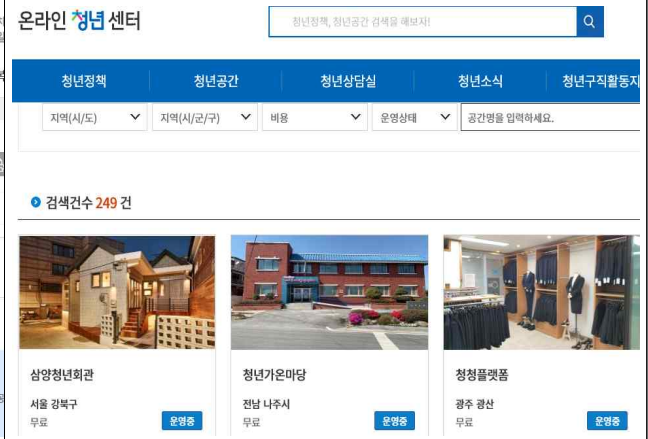 온라인 청년 센터
청년정책, 청년공간 검색을 해보자!
청년정책 청년공간 청년상담실 청년소식 청년구직활동지
지역(시/도) 지역(시/군/구) 비용 운영상태 공간명을 입력하세요.
검색건수 249 건
삼양청년회관 청년가온마당 청청플랫폼
서울 강북구 전남 나주시 광주 광산
무료 운영중 무료 운영중 무료 운영중